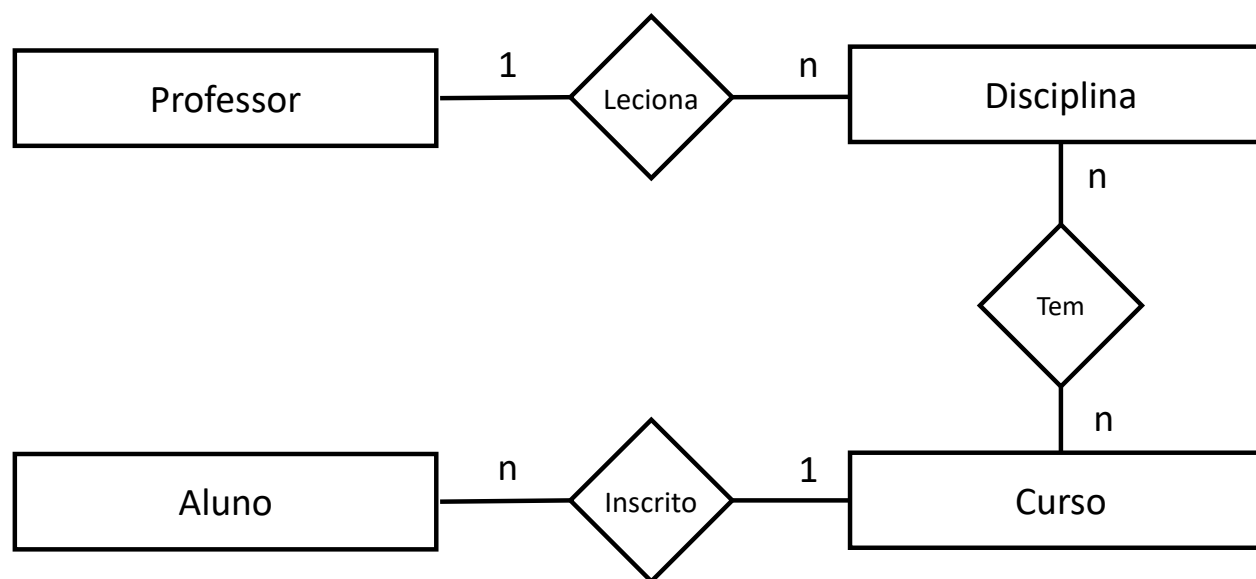 Professor
1
Leciona
n
Disciplina
n
Tem
n
Aluno
n
Inscrito
1
Curso